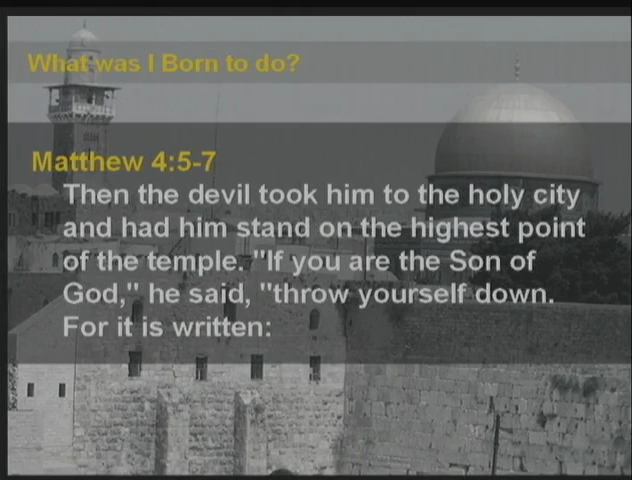 What was I Born to do?
Matthew 4:5-7
Then the devil took him to the holy city
and had him stand on the highest point
of the temple. "If you are the Son of
God," he said, "throw yourself down.
For it is written: